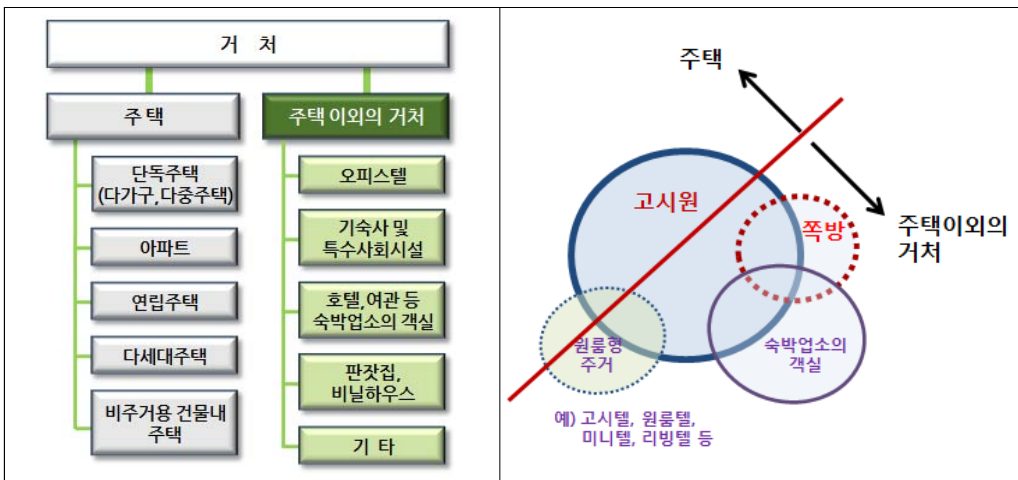 거 처
주 택
주택 이외의 거처
단독주택
(다가구,다중주택)
아파트
연립주택
다세대주택
비주거용 건물내
주택
오피스텔
기숙사 및
특수사회시설
호텔, 여관 등
숙박업소의 객실
판잣집,
비닐하우스
기 타
주택
고시원
쪽방
주택이외의
거처
원룸형
주거
숙박업소의
객실
예) 고시텔, 원룸텔,
미니텔, 리빙텔 등